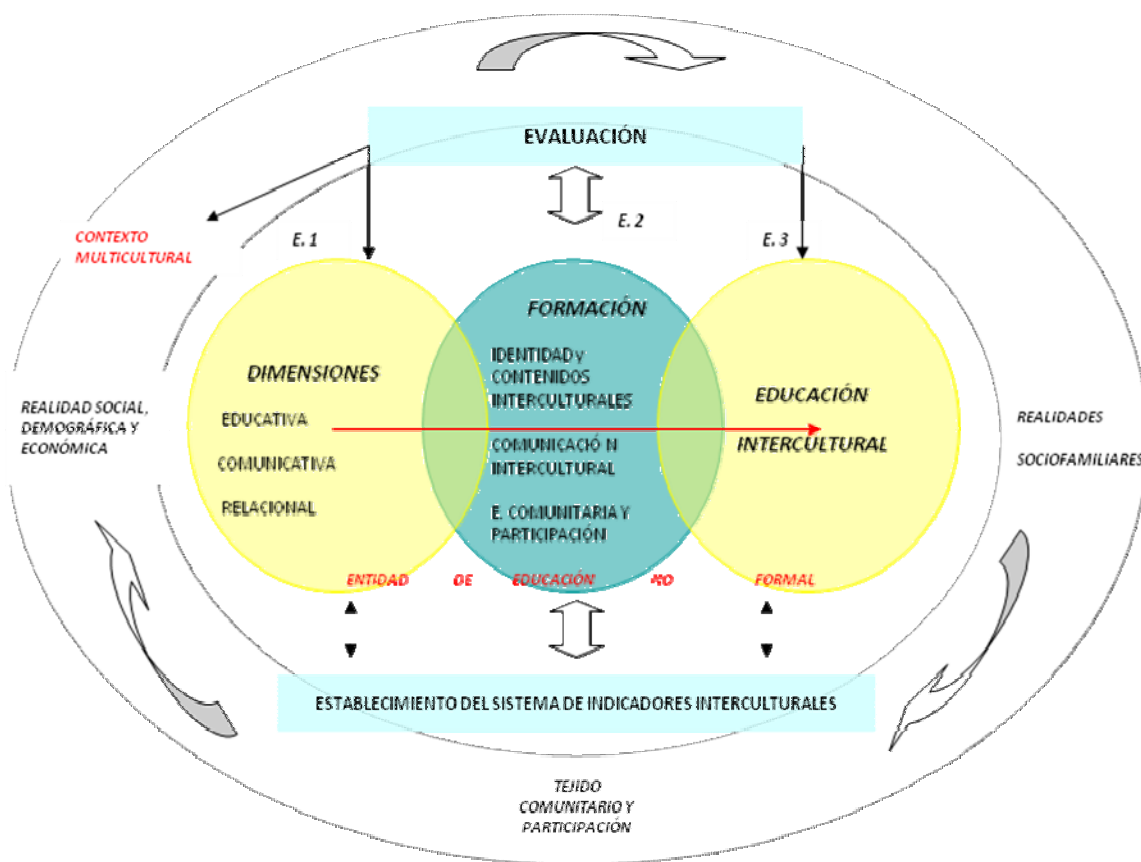 EVALUACIÓN
E. 1
E. 2
E. 3
CONTEXTO
MULTICULTURAL
DIMENSIONES
EDUCATIVA
COMUNICATIVA
RELACIONAL
FORMACIÓN
IDENTIDAD y
CONTENIDOS
INTERCULTURALES
COMUNICACIÓ N
INTERCULTURAL
E. COMUNITARIA Y
PARTICIPACIÓN
EDUCACIÓN
INTERCULTURAL
REALIDAD SOCIAL,
DEMOGRÁFICA Y
ECONÓMICA
REALIDADES
SOCIOFAMILIARES
ENTIDAD DE EDUCACIÓN NO FORMAL
ESTABLECIMIENTO DEL SISTEMA DE INDICADORES INTERCULTURALES
TEJIDO
COMUNITARIO Y
PARTICIPACIÓN